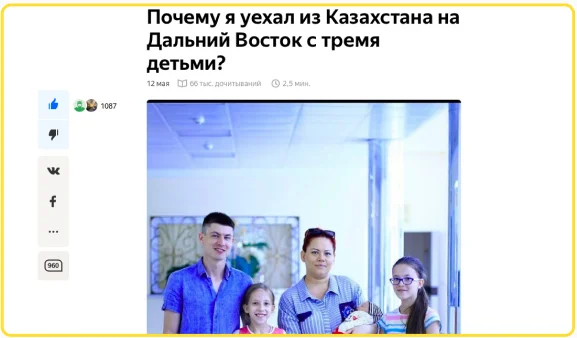 Почему я уехал из Казахстана на
Дальний Восток с тремя
детьми?
12 мая 66 тыс. дочитываний 2,5 мин.
1087
960